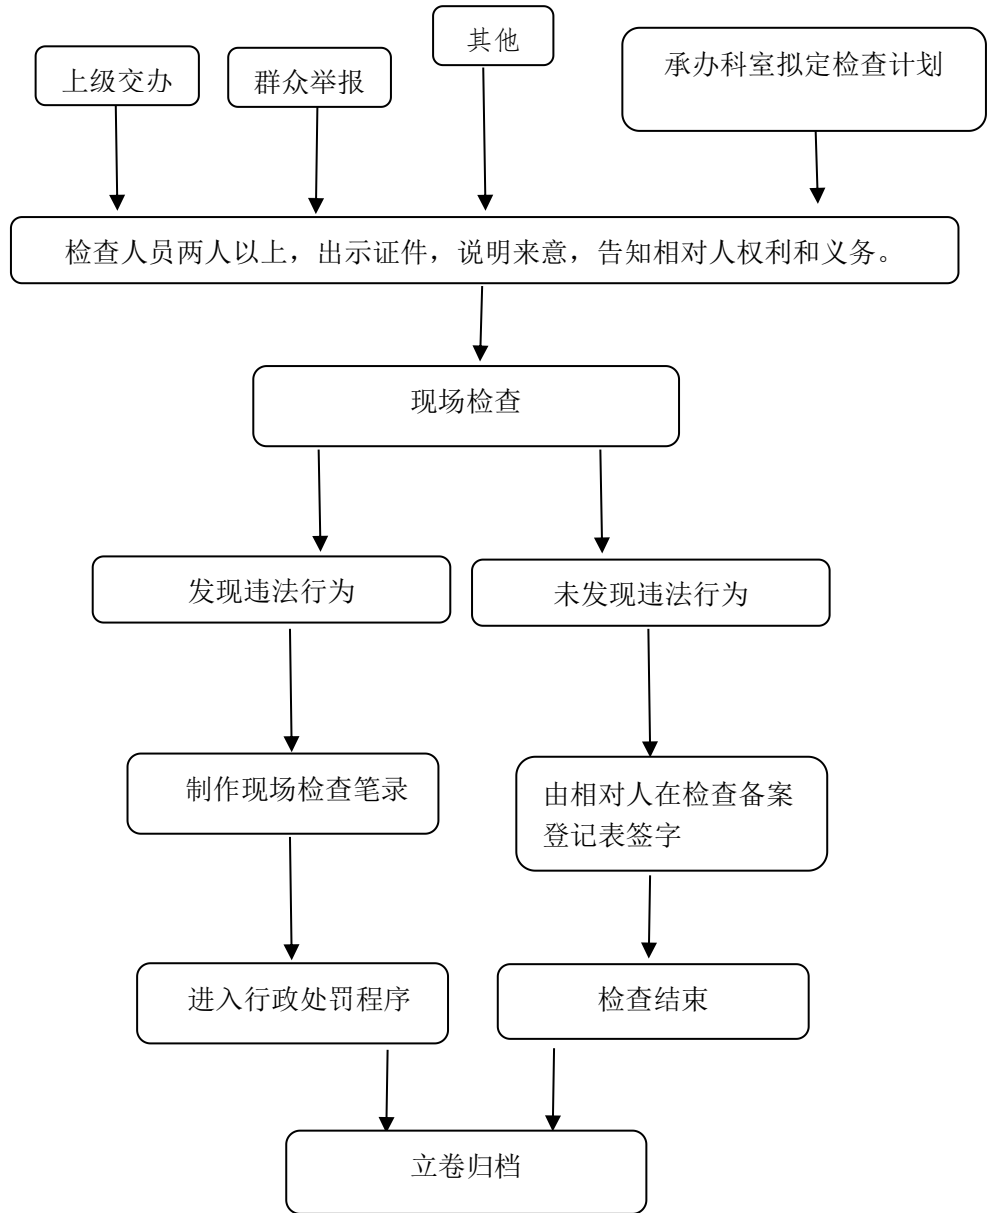 上级交办
群众举报
其他
承办科室拟定检查计划
检查人员两人以上，出示证件，说明来意，告知相对人权利和义务。
现场检查
发现违法行为
未发现违法行为
制作现场检查笔录
由相对人在检查备案
登记表签字
进入行政处罚程序
检查结束
立卷归档